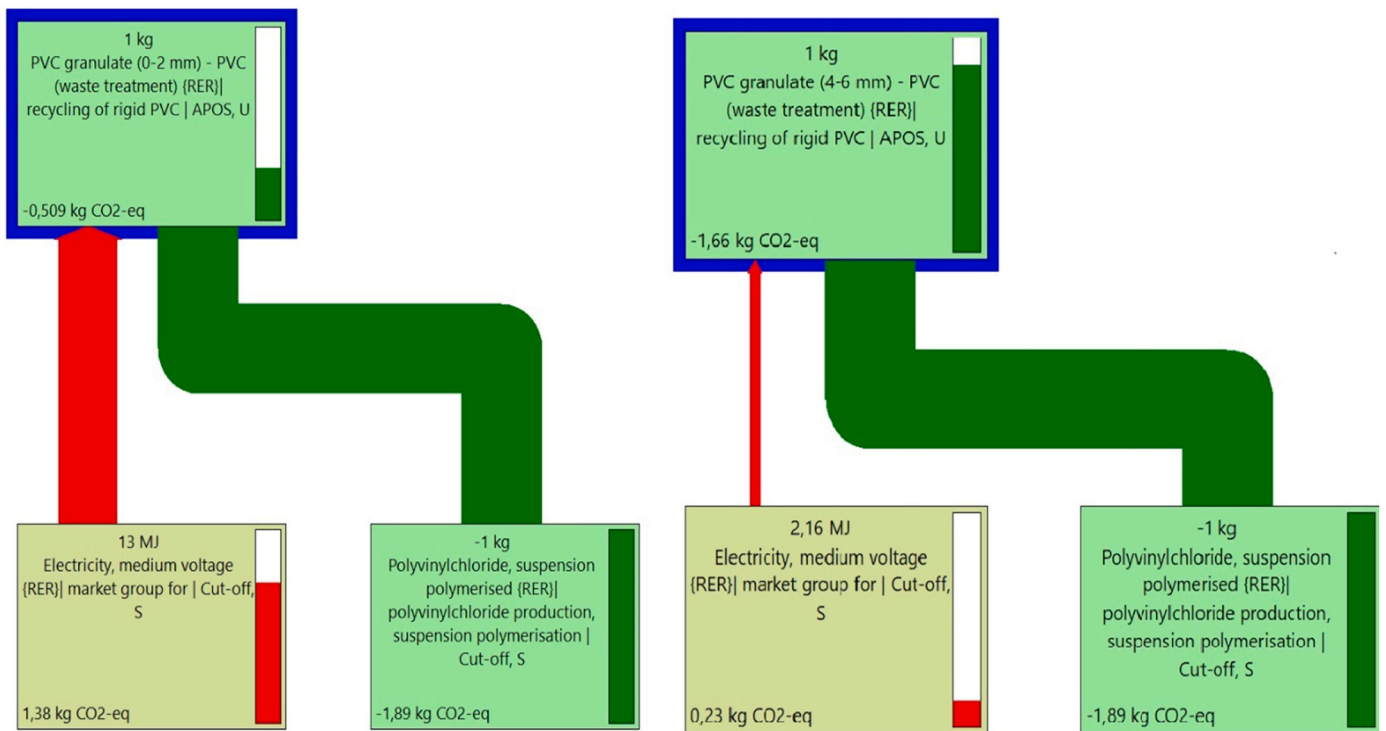 1 kg
PVC granulate (0-2 mm) - PVC
(waste treatment) {RER}|
recycling of rigid PVC | APOS, U
-0,509 kg CO2-eq
1 kg
PVC granulate (4-6 mm) - PVC
(waste treatment) {RER}|
recycling of rigid PVC | APOS, U
-1,66 kg CO2-eq
13 MJ
Electricity, medium voltage
{RER}| market group for | Cut-off,
S
1,38 kg CO2-eq
-1 kg
Polyvinylchloride, suspension
polymerised {RER}|
polyvinylchloride production,
suspension polymerisation |
Cut-off, S
-1,89 kg CO2-eq
2,16 MJ
Electricity, medium voltage
{RER}| market group for | Cut-off,
S
0,23 kg CO2-eq
-1 kg
Polyvinylchloride, suspension
polymerised {RER}|
polyvinylchloride production,
suspension polymerisation |
Cut-off, S
-1,89 kg CO2-eq